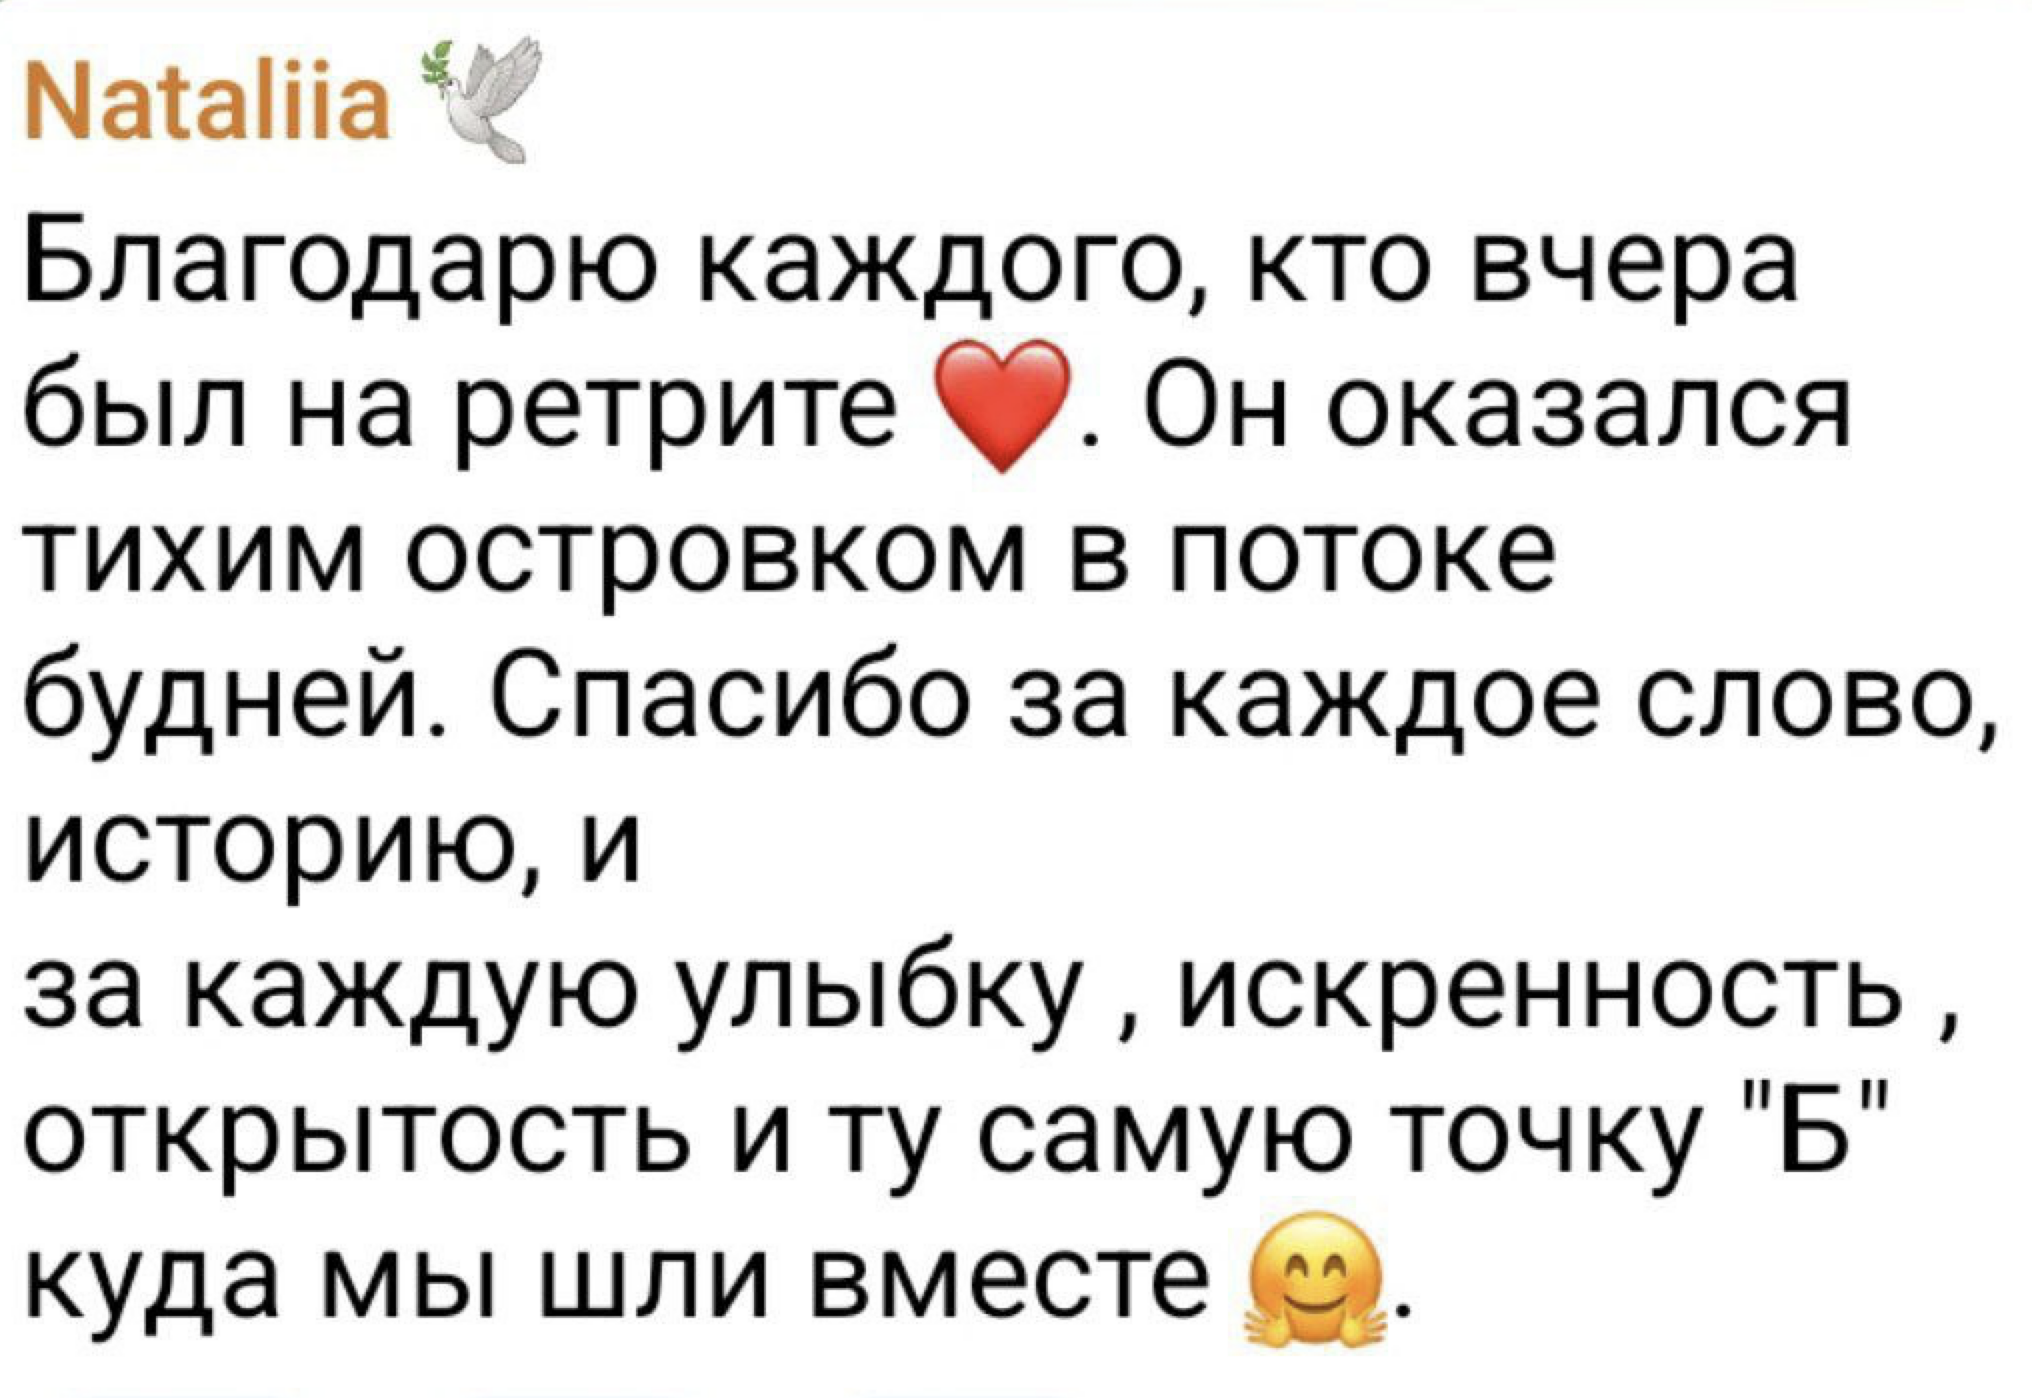 Nataliia 🕊️
Благодарю каждого, кто вчера
был на ретрите ❤️. Он оказался
тихим островком в потоке
будней. Спасибо за каждое слово,
историю, и
за каждую улыбку , искренность ,
открытость и ту самую точку "Б"
куда мы шли вместе 🤗.